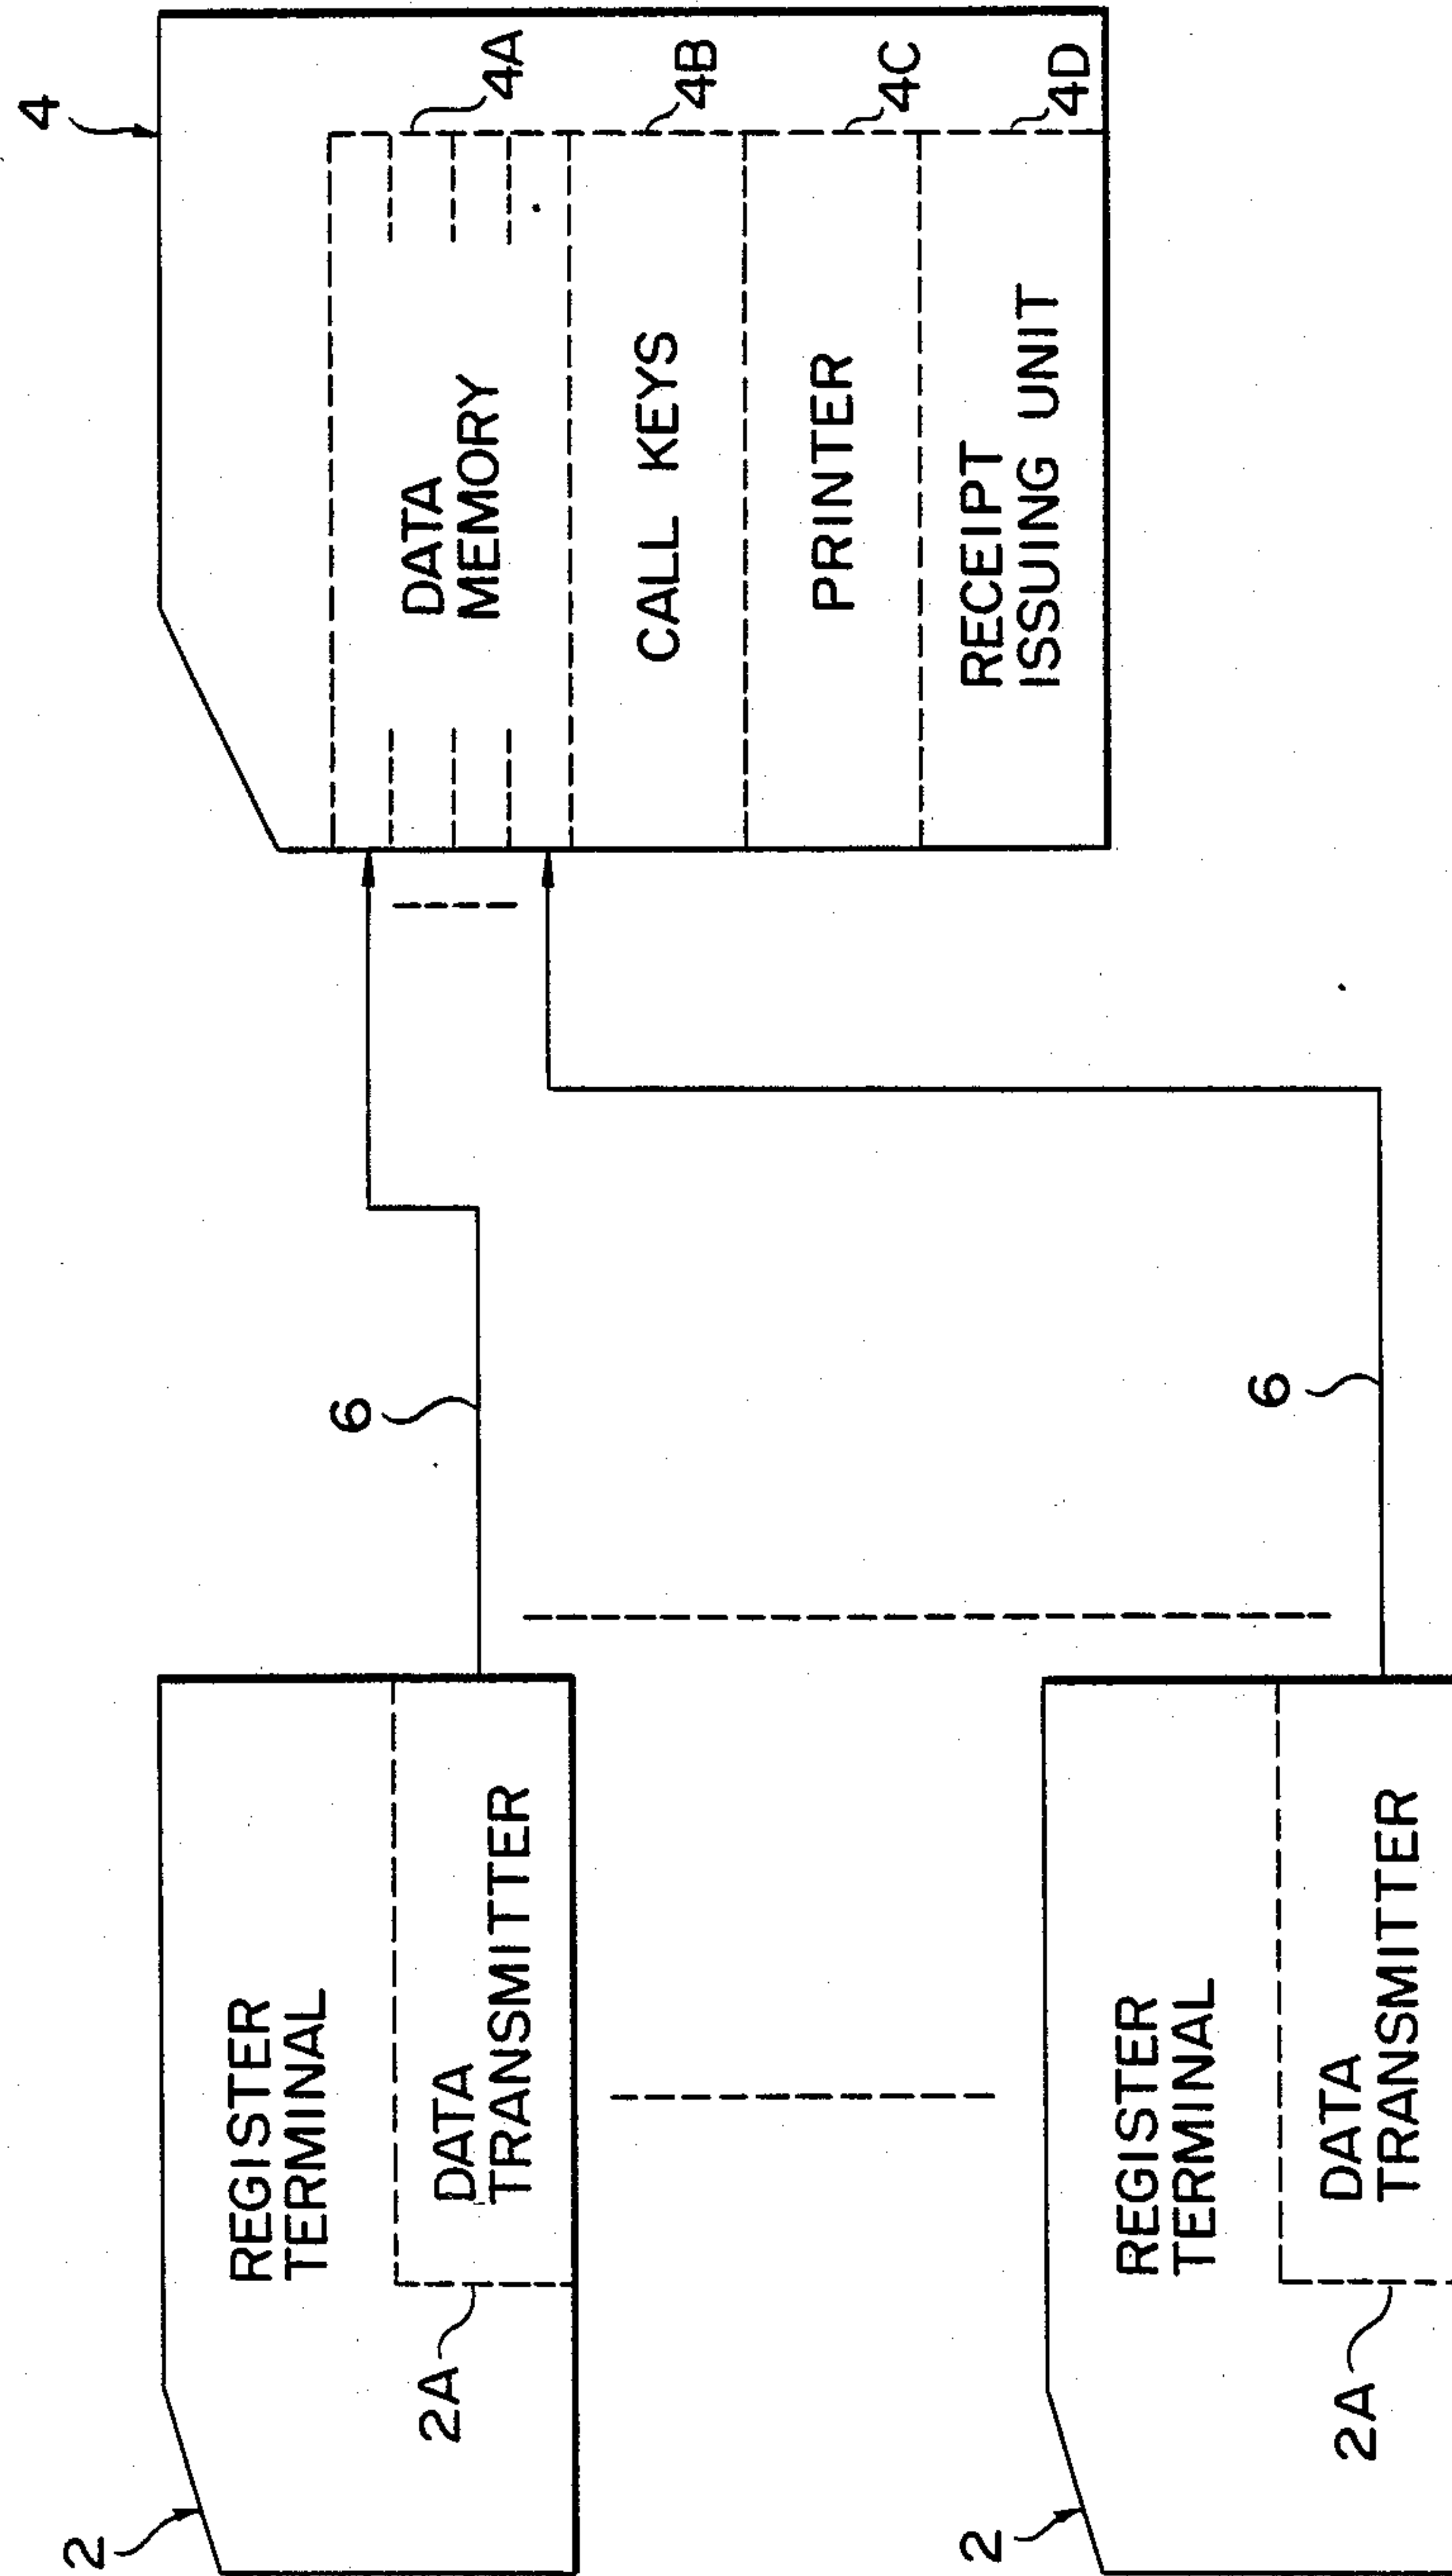 4
4A
4B
4C
4D
DATA
MEMORY
CALL KEYS
PRINTER
RECEIPT
ISSUING UNIT
6
6
REGISTER
TERMINAL
DATA
TRANSMITTER
2A
2
REGISTER
TERMINAL
DATA
TRANSMITTER
2A
2